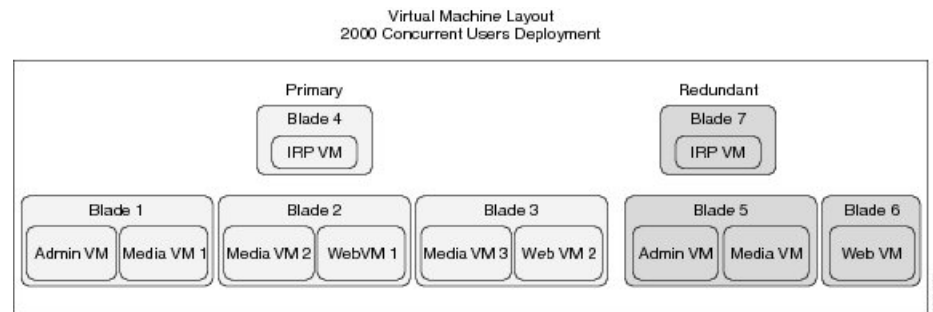 Virtual Machine Layout
2000 Concurrent Users Deployment
Primary
Redundant
Blade 4
Blade 7
IRP VM
IRP VM
Blade 1
Blade 2
Blade 3
Blade 5
Blade 6
Admin VM
Media VM 1
Media VM 2
WebVM 1
Media VM 3
Web VM 2
Admin VM
Media VM
Web VM